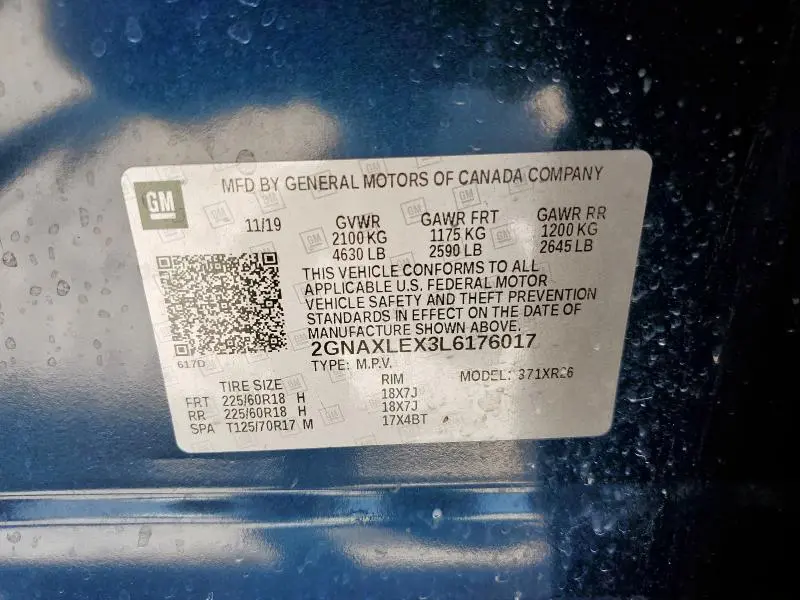 GM
MFD BY GENERAL MOTORS OF CANADA COMPANY
11/19 GVWR GAWR FRT GAWR RR
2100 KG 1175 KG 1200 KG
4630 LB 2590 LB 2645 LB
THIS VEHICLE CONFORMS TO ALL
APPLICABLE U.S. FEDERAL MOTOR
VEHICLE SAFETY AND THEFT PREVENTION
STANDARDS IN EFFECT ON THE DATE OF
MANUFACTURE SHOWN ABOVE.
617D
2GNAXLEX3L6176017
TYPE: M.P.V. MODEL: 371XR26
TIRE SIZE RIM
FRT 225/60R18 H 18X7J
RR 225/60R18 H 18X7J
SPA T125/70R17 M 17X4BT